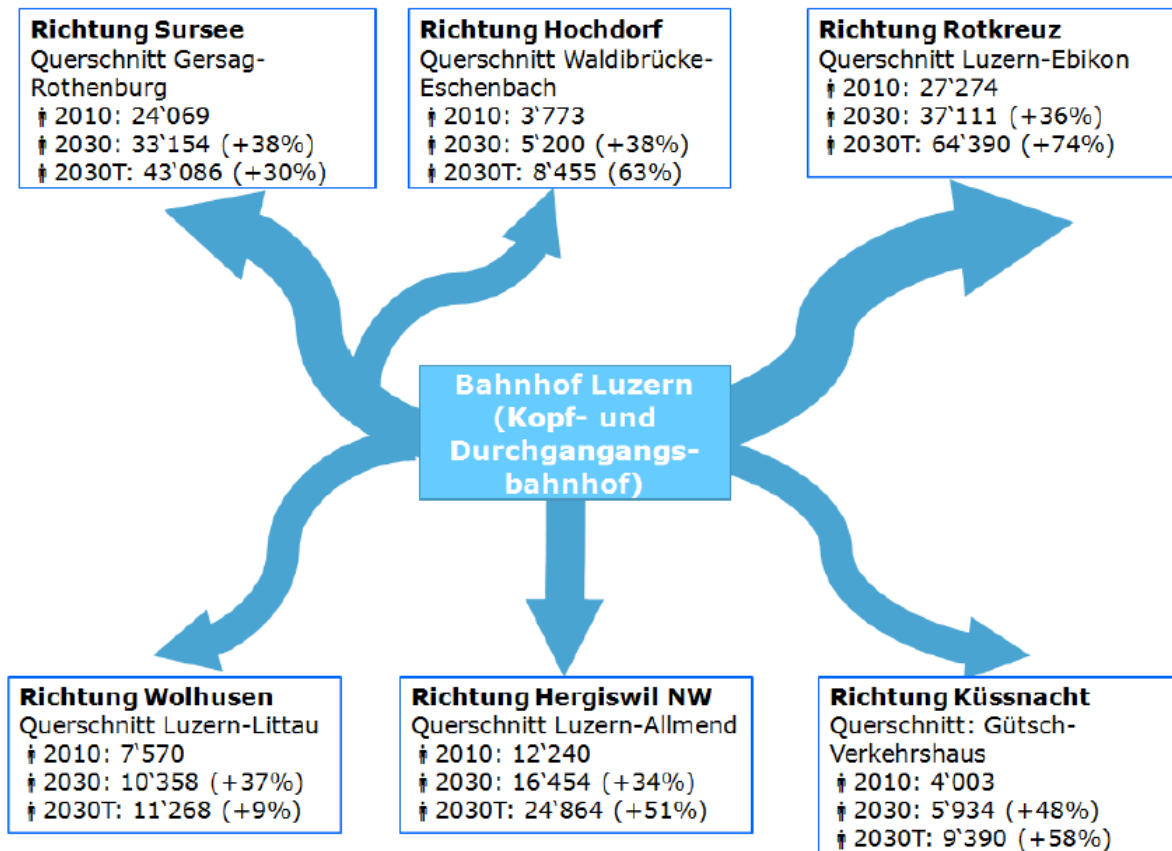 Richtung Sursee
Querschnitt Gersag-
Rothenburg
2010: 24‘069
2030: 33‘154 (+38%)
2030T: 43‘086 (+30%)
Richtung Hochdorf
Querschnitt Waldibrücke-
Eschenbach
2010: 3‘773
2030: 5‘200 (+38%)
2030T: 8‘455 (63%)
Richtung Rotkreuz
Querschnitt Luzern-Ebikon
2010: 27‘274
2030: 37‘111 (+36%)
2030T: 64‘390 (+74%)
Bahnhof Luzern
(Kopf- und
Durchgangangs-
bahnhof)
Richtung Wolhusen
Querschnitt Luzern-Littau
2010: 7‘570
2030: 10‘358 (+37%)
2030T: 11‘268 (+9%)
Richtung Hergiswil NW
Querschnitt Luzern-Allmend
2010: 12‘240
2030: 16‘454 (+34%)
2030T: 24‘864 (+51%)
Richtung Küssnacht
Querschnitt: Gütsch-
Verkehrshaus
2010: 4‘003
2030: 5‘934 (+48%)
2030T: 9‘390 (+58%)